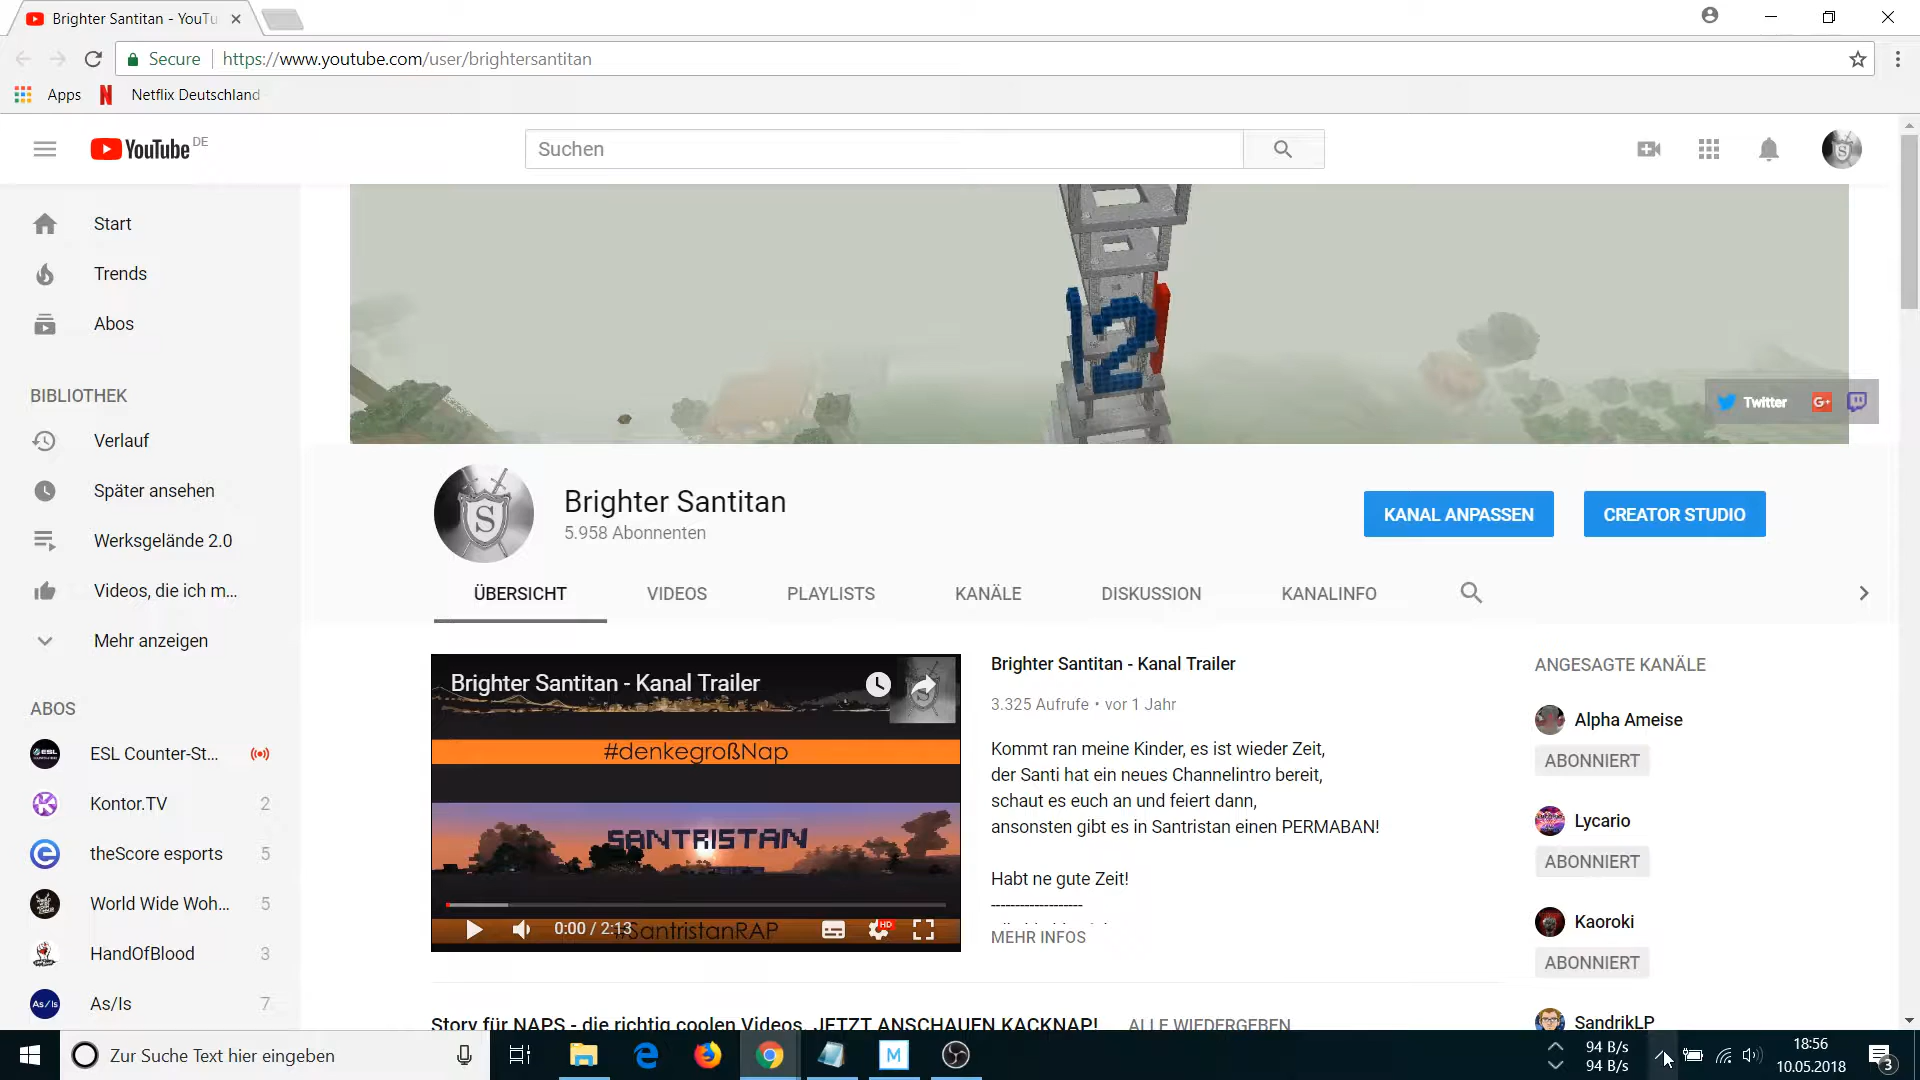 Brighter Santitan - YouTu
Secure
https://www.youtube.com/user/brightersantitan
Apps
Netflix Deutschland
YouTube DE
Suchen
Start
Trends
Abos
BIBLIOTHEK
Verlauf
Später ansehen
Werksgelände 2.0
Videos, die ich m...
Mehr anzeigen
ABOS
ESL Counter-St...
Kontor.TV 2
theScore esports 5
World Wide Woh... 5
HandOfBlood 3
As/Is 7
12
Twitter
G+
Brighter Santitan
5.958 Abonnenten
KANAL ANPASSEN
CREATOR STUDIO
ÜBERSICHT
VIDEOS
PLAYLISTS
KANÄLE
DISKUSSION
KANALINFO
Brighter Santitan - Kanal Trailer
#denkegroßNap
SANTRISTAN
#SantristanRAP
0:00 / 2:13
HD
Brighter Santitan - Kanal Trailer
3.325 Aufrufe • vor 1 Jahr
Kommt ran meine Kinder, es ist wieder Zeit,
der Santi hat ein neues Channelintro bereit,
schaut es euch an und feiert dann,
ansonsten gibt es in Santristan einen PERMABAN!
Habt ne gute Zeit!
-------------------
MEHR INFOS
ANGESAGTE KANÄLE
Alpha Ameise
ABONNIERT
Lycario
ABONNIERT
Kaoroki
ABONNIERT
SandrikLP
Story für NAPS - die richtig coolen Videos. JETZT ANSCHAUEN KACKNAP!
ALLE WIEDERGEBEN
Zur Suche Text hier eingeben
M
94 B/s
94 B/s
18:56
10.05.2018
3